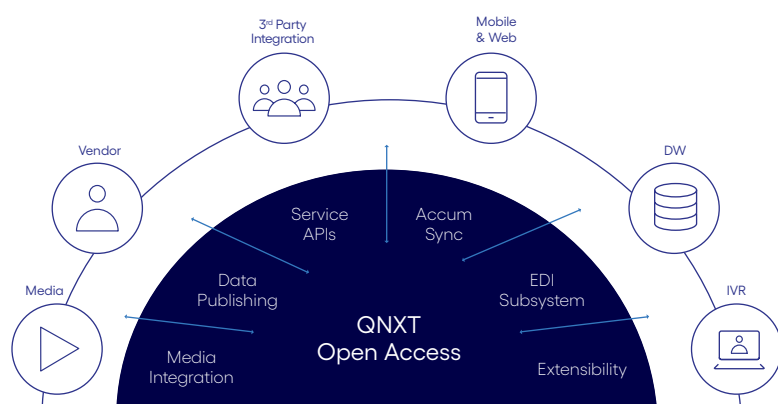 3rd Party
Integration
Mobile
& Web
Vendor
DW
Media
IVR
Service
APIs
Accum
Sync
Data
Publishing
EDI
Subsystem
Media
Integration
Extensibility
QNXT
Open Access